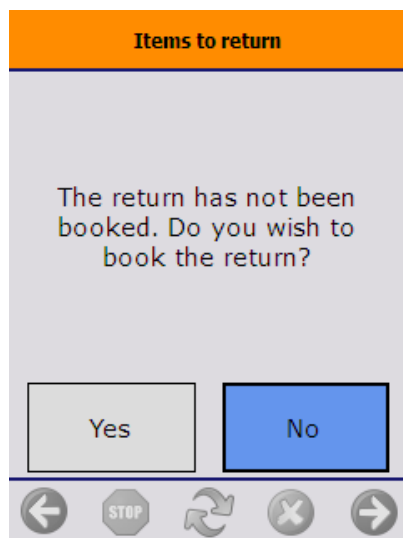 Items to return
The return has not been
booked. Do you wish to
book the return?
Yes
No
STOP